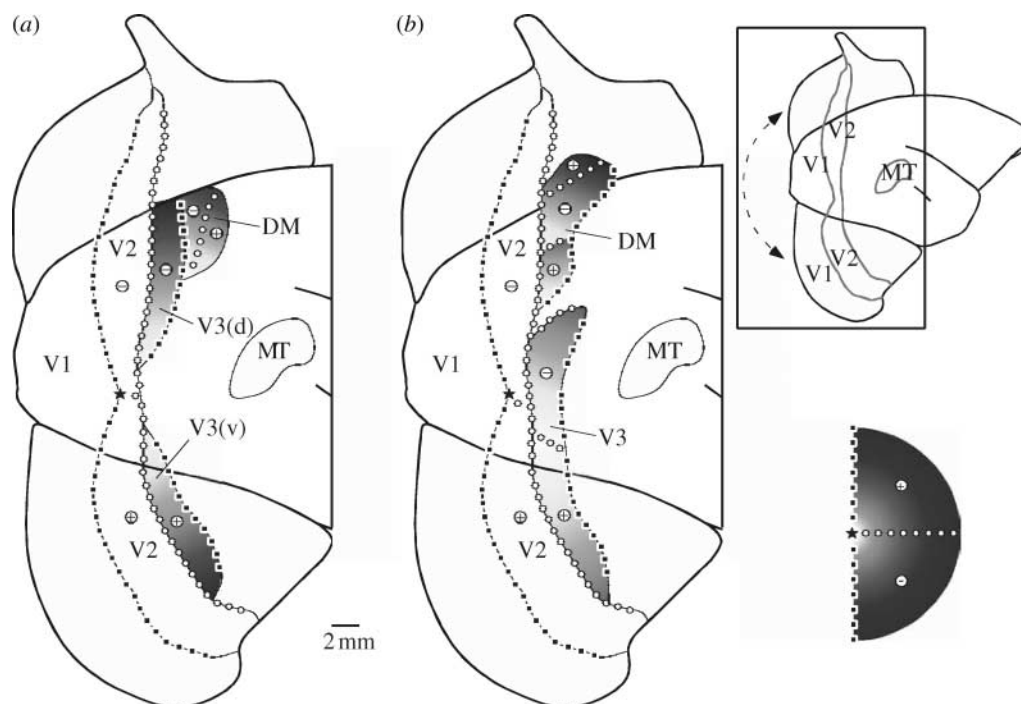 (a)
V2
DM
⊖
⊖
⊕
⊖
V3(d)
V1
MT
V3(v)
⊕
⊕
V2
2 mm
(b)
⊕
⊖
V2
DM
⊖
⊕
V1
MT
⊖
V3
⊕
⊕
V2
V2
V1
MT
V2
V1
⊕
⊖